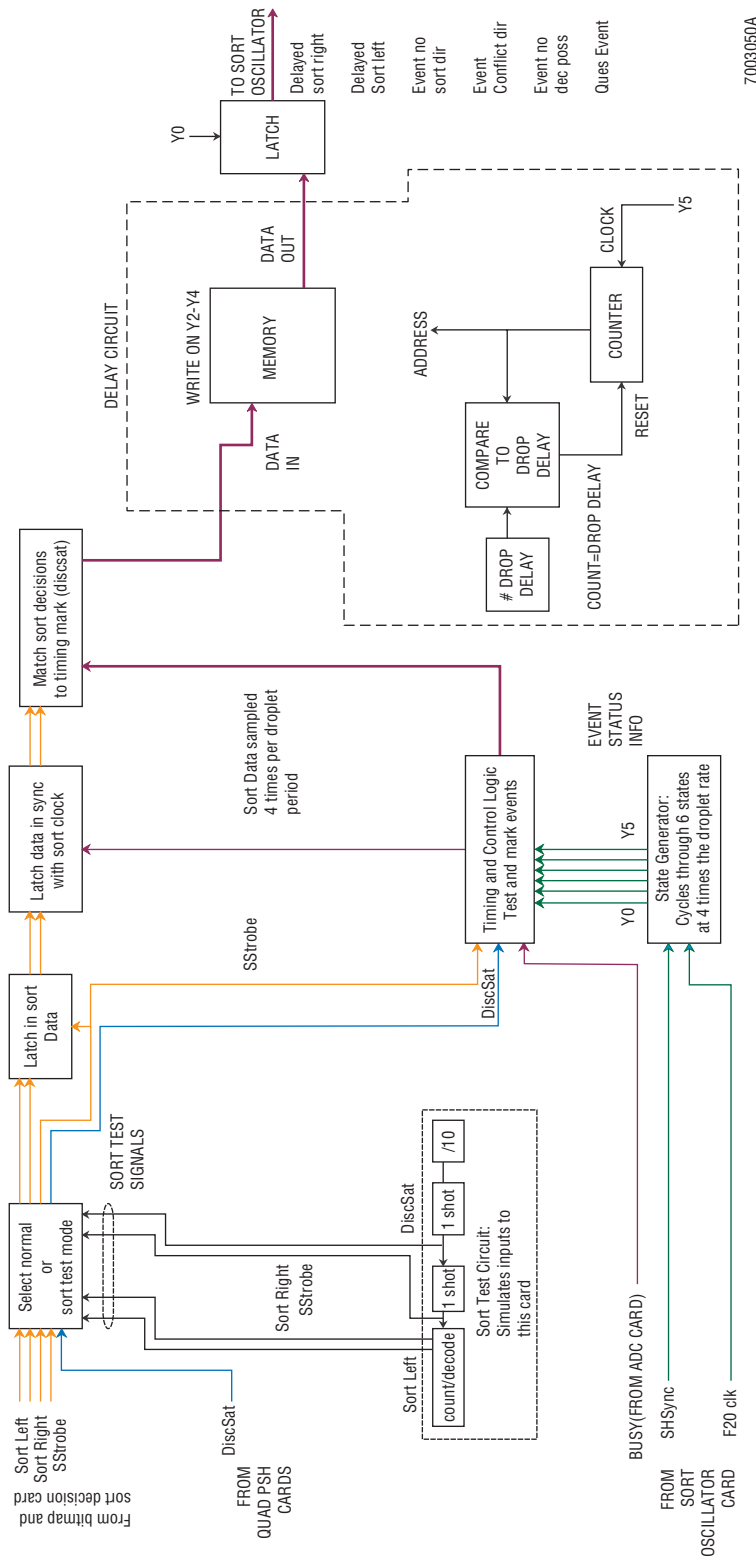 From bitmap and
sort decision card
Sort Left
Sort Right
SStrobe
DiscSat
FROM
QUAD PSH
CARDS
Select normal
or
sort test mode
SORT TEST
SIGNALS
Sort Right
SStrobe
Sort Left
DiscSat
count/decode
1 shot
1 shot
/10
Sort Test Circuit:
Simulates inputs to
this card
BUSY(FROM ADC CARD)
SHSync
FROM
SORT
OSCILLATOR
CARD
F20 clk
Latch in sort
Data
SStrobe
DiscSat
Latch data in sync
with sort clock
Sort Data sampled
4 times per droplet
period
Timing and Control Logic
Test and mark events
Y0
Y5
State Generator:
Cycles through 6 states
at 4 times the droplet rate
EVENT
STATUS
INFO
Match sort decisions
to timing mark (discsat)
DELAY CIRCUIT
DATA
IN
WRITE ON Y2-Y4
MEMORY
DATA
OUT
ADDRESS
# DROP
DELAY
COMPARE
TO
DROP
DELAY
COUNT=DROP DELAY
RESET
COUNTER
CLOCK
Y5
Y0
LATCH
TO SORT
OSCILLATOR
Delayed
sort right
Delayed
Sort left
Event no
sort dir
Event
Conflict dir
Event no
dec poss
Ques Event
7003050A